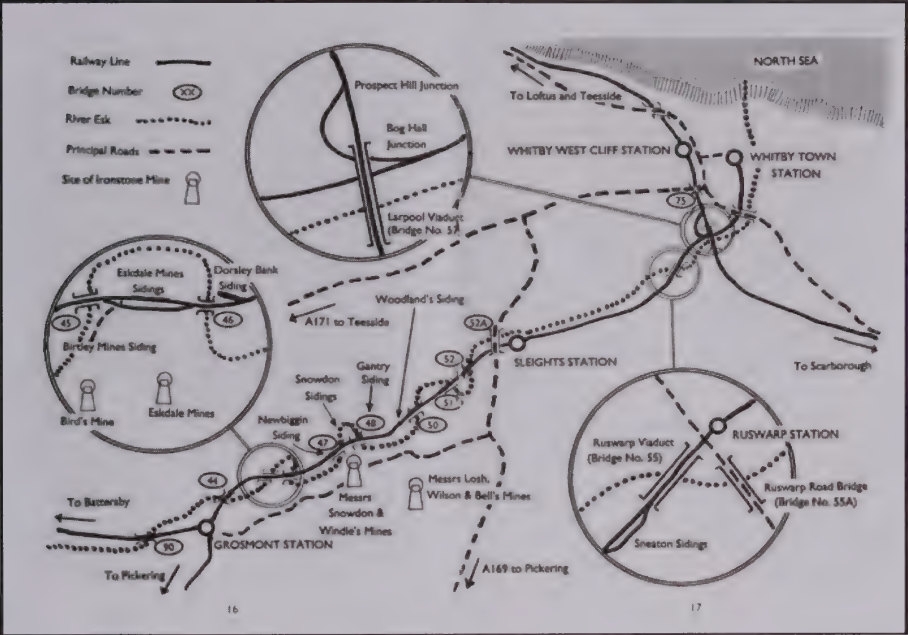 Railway Line
Bridge Number XX
River Esk
Principal Roads
Site of Ironstone Mine
Prospect Hill Junction
Bog Hall
Junction
Larpool Viaduct
(Bridge No. 57
NORTH SEA
To Loftus and Teesside
WHITBY WEST CLIFF STATION
WHITBY TOWN
STATION
75
Eskdale Mines
Sidings
Dorsley Bank
Siding
45
46
Birtley Mines Siding
Bird's Mine
Eskdale Mines
A171 to Teesside
Woodland's Siding
52A
SLEIGHTS STATION
To Scarborough
Gantry
Siding
52
51
Snowdon
Sidings
Newbiggin
Siding
47
48
50
44
Messrs
Snowdon &
Windle's Mines
Messrs Losh,
Wilson & Bell's Mines
To Battersby
90
GROSMONT STATION
To Pickering
A169 to Pickering
Ruswarp Viaduct
(Bridge No. 55)
RUSWARP STATION
Ruswarp Road Bridge
(Bridge No. 55A)
Sneaton Sidings
16
17